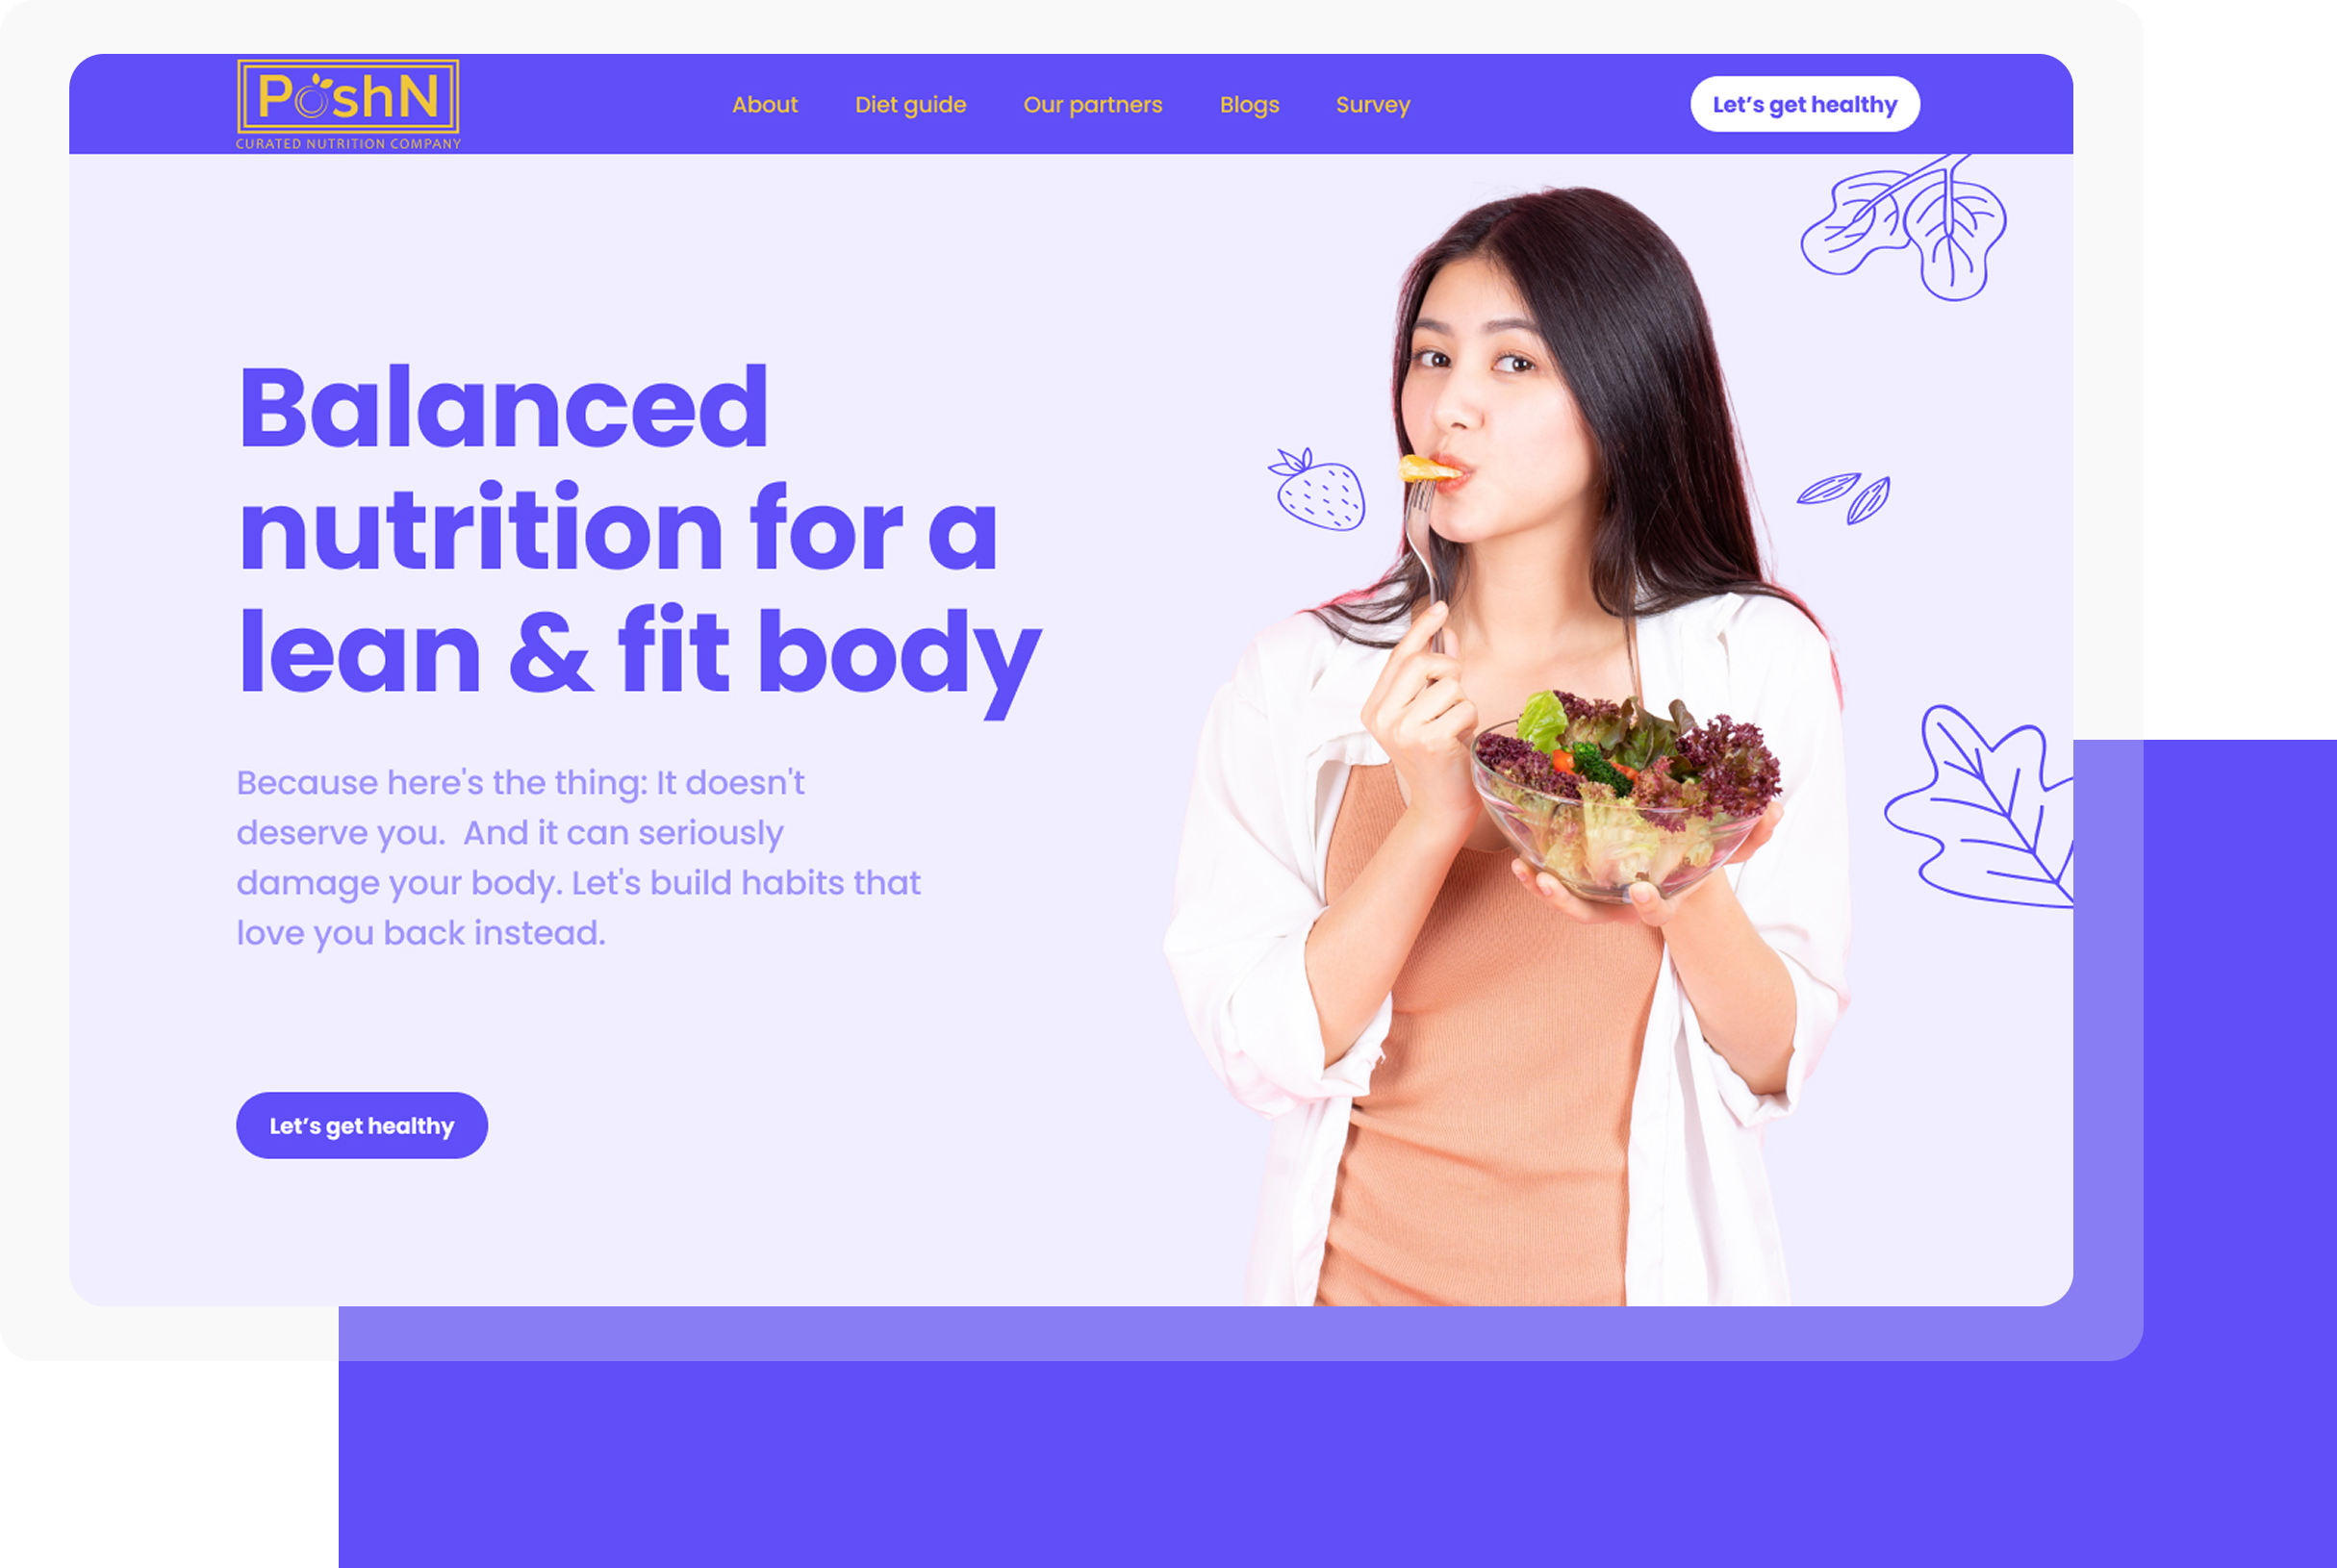 PoshN
CURATED NUTRITION COMPANY
About
Diet guide
Our partners
Blogs
Survey
Let’s get healthy
Balanced
nutrition for a
lean & fit body
Because here's the thing: It doesn't
deserve you.  And it can seriously
damage your body. Let's build habits that
love you back instead.
Let’s get healthy